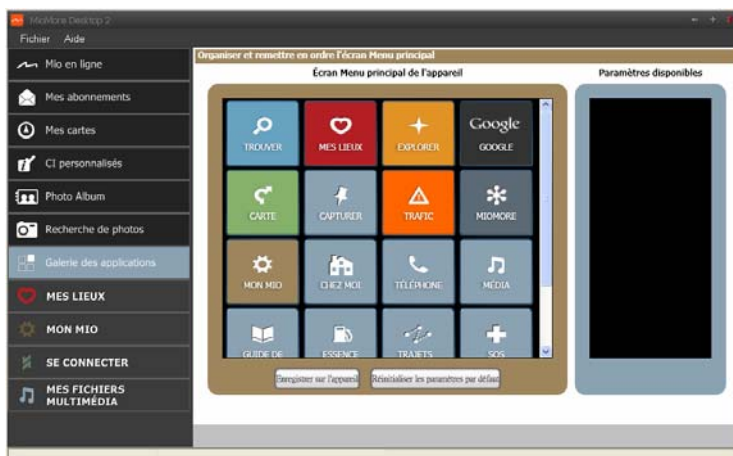 MioMore Desktop 2
Fichier Aide
Mio en ligne
Mes abonnements
Mes cartes
CI personnalisés
Photo Album
Recherche de photos
Galerie des applications
MES LIEUX
MON MIO
SE CONNECTER
MES FICHIERS
MULTIMÉDIA
Organiser et remettre en ordre l'écran Menu principal
Écran Menu principal de l'appareil
TROUVER
MES LIEUX
EXPLORER
Google
GOOGLE
CARTE
CAPTURER
TRAFIC
MIOMORE
MON MIO
CHEZ MOI
TÉLÉPHONE
MÉDIA
GUIDE DE
ESSENCE
TRAJETS
SOS
Enregistrer sur l'appareil
Réinitialiser les paramètres par défaut
Paramètres disponibles